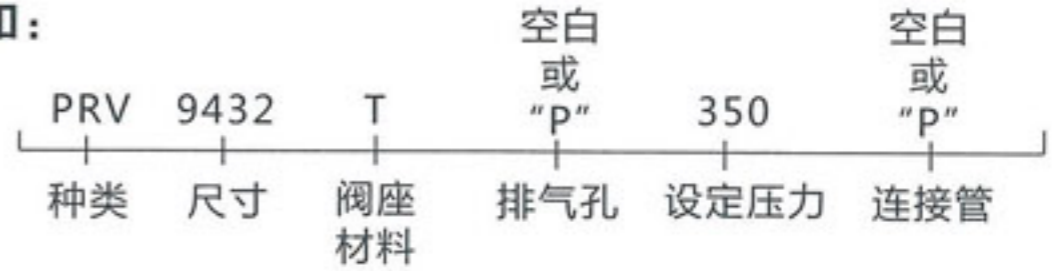 :
空白 空白
或 或
PRV 9432 T “P” 350 “P”
种类 尺寸 阀座 排气孔 设定压力 连接管
材料